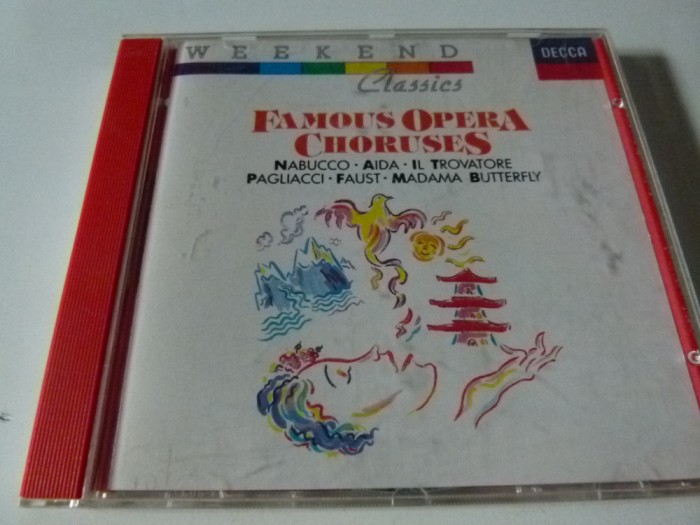 WEEKEND
Classics
DECCA
FAMOUS OPERA
CHORUSES
NABUCCO · AIDA · IL TROVATORE
PAGLIACCI · FAUST · MADAMA BUTTERFLY